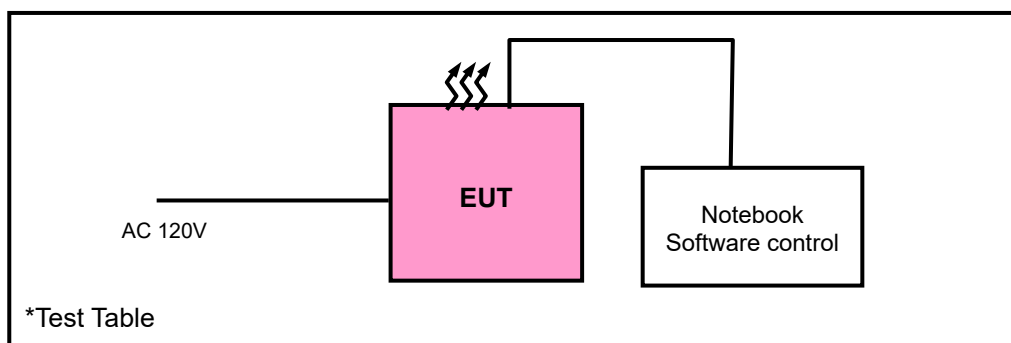 EUT
AC 120V
Notebook
Software control
*Test Table